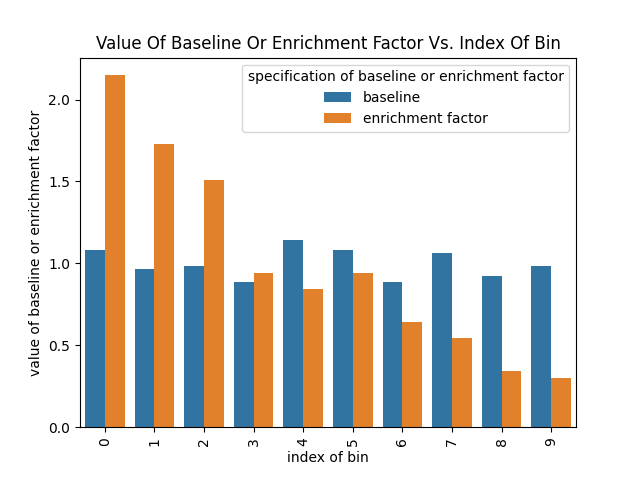 Value Of Baseline Or Enrichment Factor Vs. Index Of Bin
specification of baseline or enrichment factor
baseline
enrichment factor
value of baseline or enrichment factor
2.0
1.5
1.0
0.5
0.0
0 1 2 3 4 5 6 7 8 9
index of bin